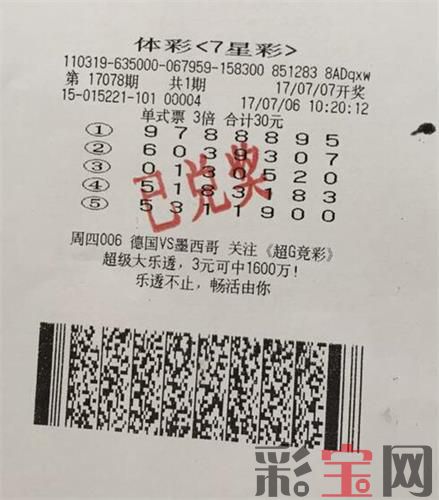 体彩<7星彩>
110319-635000-067959-158300 851283 8ADqxw
第 17078期 共1期 17/07/07开奖
15-015221-101 00004 17/07/06 10:20:12
单式票 3倍 合计30元
① 9 7 8 8 8 9 5
② 6 0 3 9 3 0 7
③ 0 1 3 0 5 2 0
④ 5 1 8 3 1 8 3
⑤ 5 3 1 1 9 0 0
已兑奖
周四006 德国VS墨西哥 关注《超G竞彩》
超级大乐透，3元可中1600万！
乐透不止，畅活由你
彩宝网